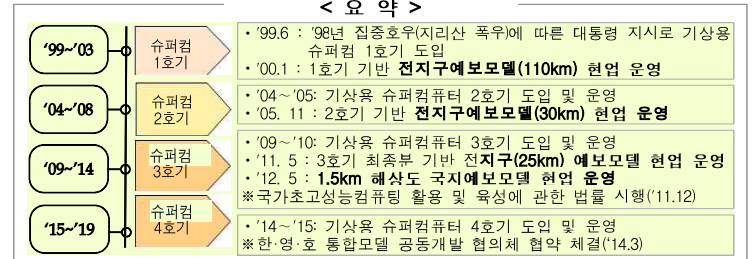 < 요 약 >
'99~'03
슈퍼컴
1호기
· '99.6 : '98년 집중호우(지리산 폭우)에 따른 대통령 지시로 기상용
슈퍼컴 1호기 도입
· '00.1 : 1호기 기반 전지구예보모델(110km) 현업 운영
'04~'08
슈퍼컴
2호기
· '04~'05: 기상용 슈퍼컴퓨터 2호기 도입 및 운영
· '05. 11 : 2호기 기반 전지구예보모델(30km) 현업 운영
'09~'14
슈퍼컴
3호기
· '09~'10: 기상용 슈퍼컴퓨터 3호기 도입 및 운영
· '11. 5 : 3호기 최종분 기반 전지구(25km) 예보모델 현업 운영
· '12. 5 : 1.5km 해상도 국지예보모델 현업 운영
※국가초고성능컴퓨팅 활용 및 육성에 관한 법률 시행('11.12)
'15~'19
슈퍼컴
4호기
· '14~'15: 기상용 슈퍼컴퓨터 4호기 도입 및 운영
※한·영·호 통합모델 공동개발 협의체 협약 체결('14.3)